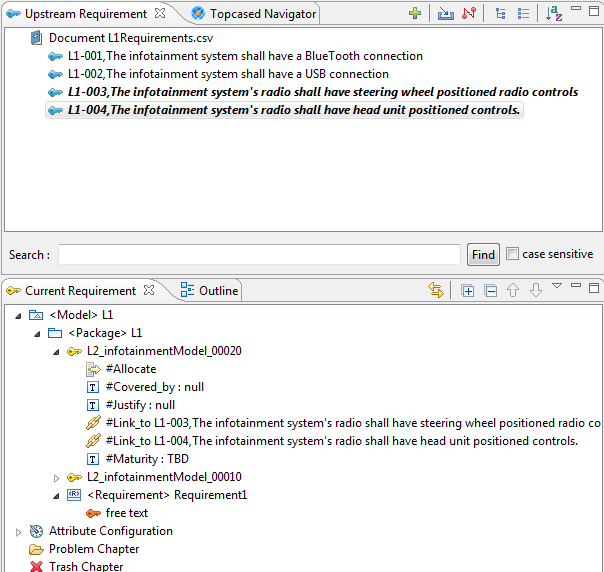 Upstream Requirement
Topcased Navigator
Document L1Requirements.csv
L1-001,The infotainment system shall have a BlueTooth connection
L1-002,The infotainment system shall have a USB connection
L1-003,The infotainment system's radio shall have steering wheel positioned radio controls
L1-004,The infotainment system's radio shall have head unit positioned controls.
Search :
Find
case sensitive
Current Requirement
Outline
<Model> L1
<Package> L1
L2_infotainmentModel_00020
#Allocate
#Covered_by : null
#Justify : null
#Link_to L1-003,The infotainment system's radio shall have steering wheel positioned radio co
#Link_to L1-004,The infotainment system's radio shall have head unit positioned controls.
#Maturity : TBD
L2_infotainmentModel_00010
<Requirement> Requirement1
free text
Attribute Configuration
Problem Chapter
Trash Chapter